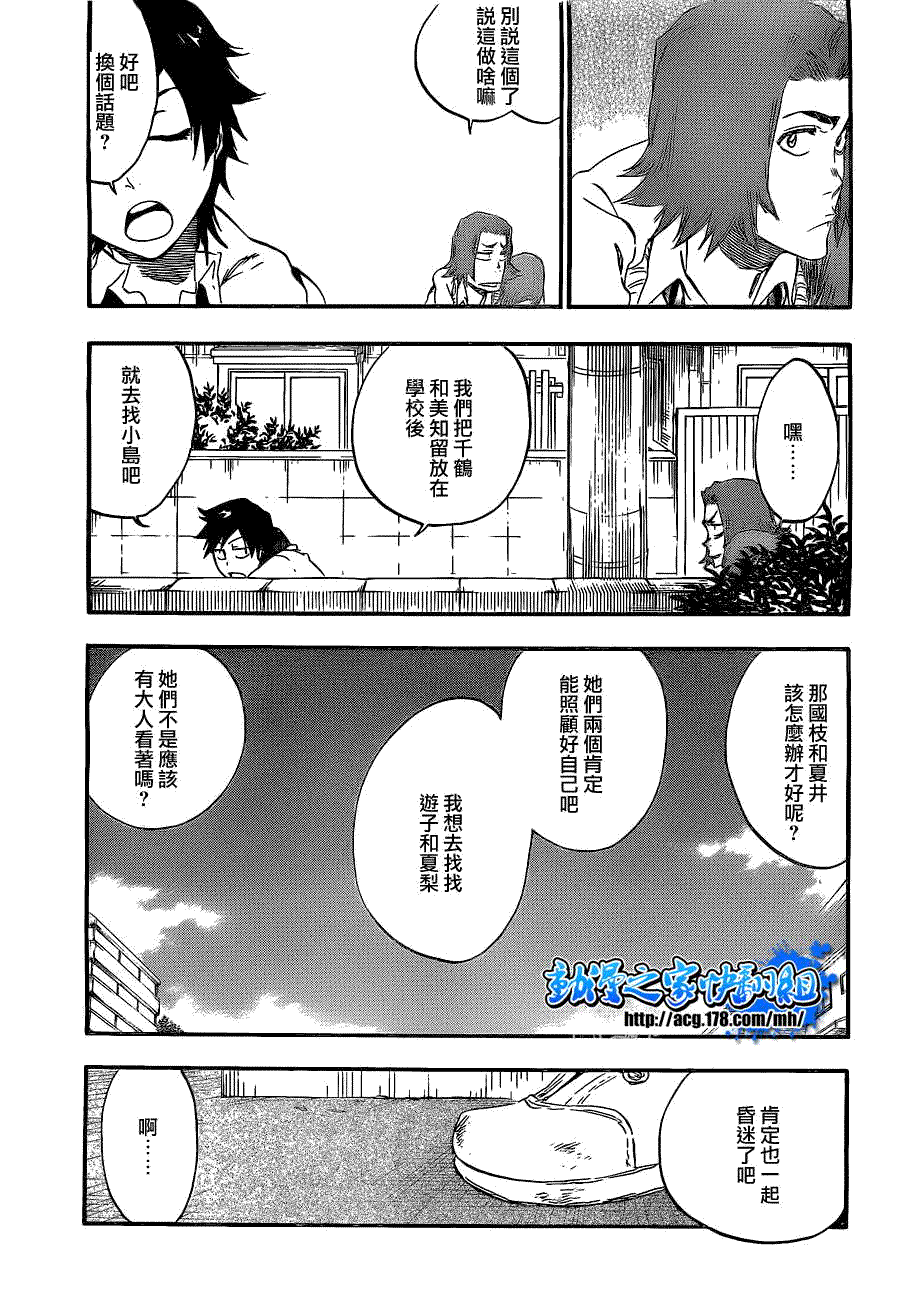 別說這個了
說這做啥嘛
好吧
換個話題?
嘿……
我們把千鶴
和美知留放在
學校後
就去找小島吧
那國枝和夏井
該怎麼辦才好呢?
她們兩個肯定
能照顧好自己吧
我想去找找
遊子和夏梨
她們不是應該
有大人看著嗎?
動漫之家快翻組
http://acg.178.com/mh/
肯定也一起
昏迷了吧
啊……